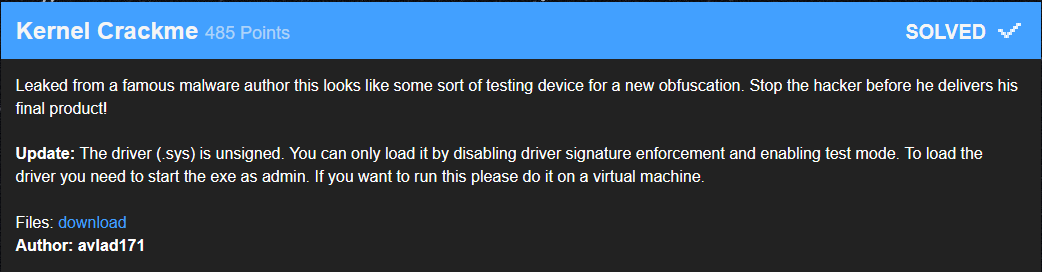 Kernel Crackme 485 Points SOLVED
Leaked from a famous malware author this looks like some sort of testing device for a new obfuscation. Stop the hacker before he delivers his
final product!
Update: The driver (.sys) is unsigned. You can only load it by disabling driver signature enforcement and enabling test mode. To load the
driver you need to start the exe as admin. If you want to run this please do it on a virtual machine.
Files: download
Author: avlad171